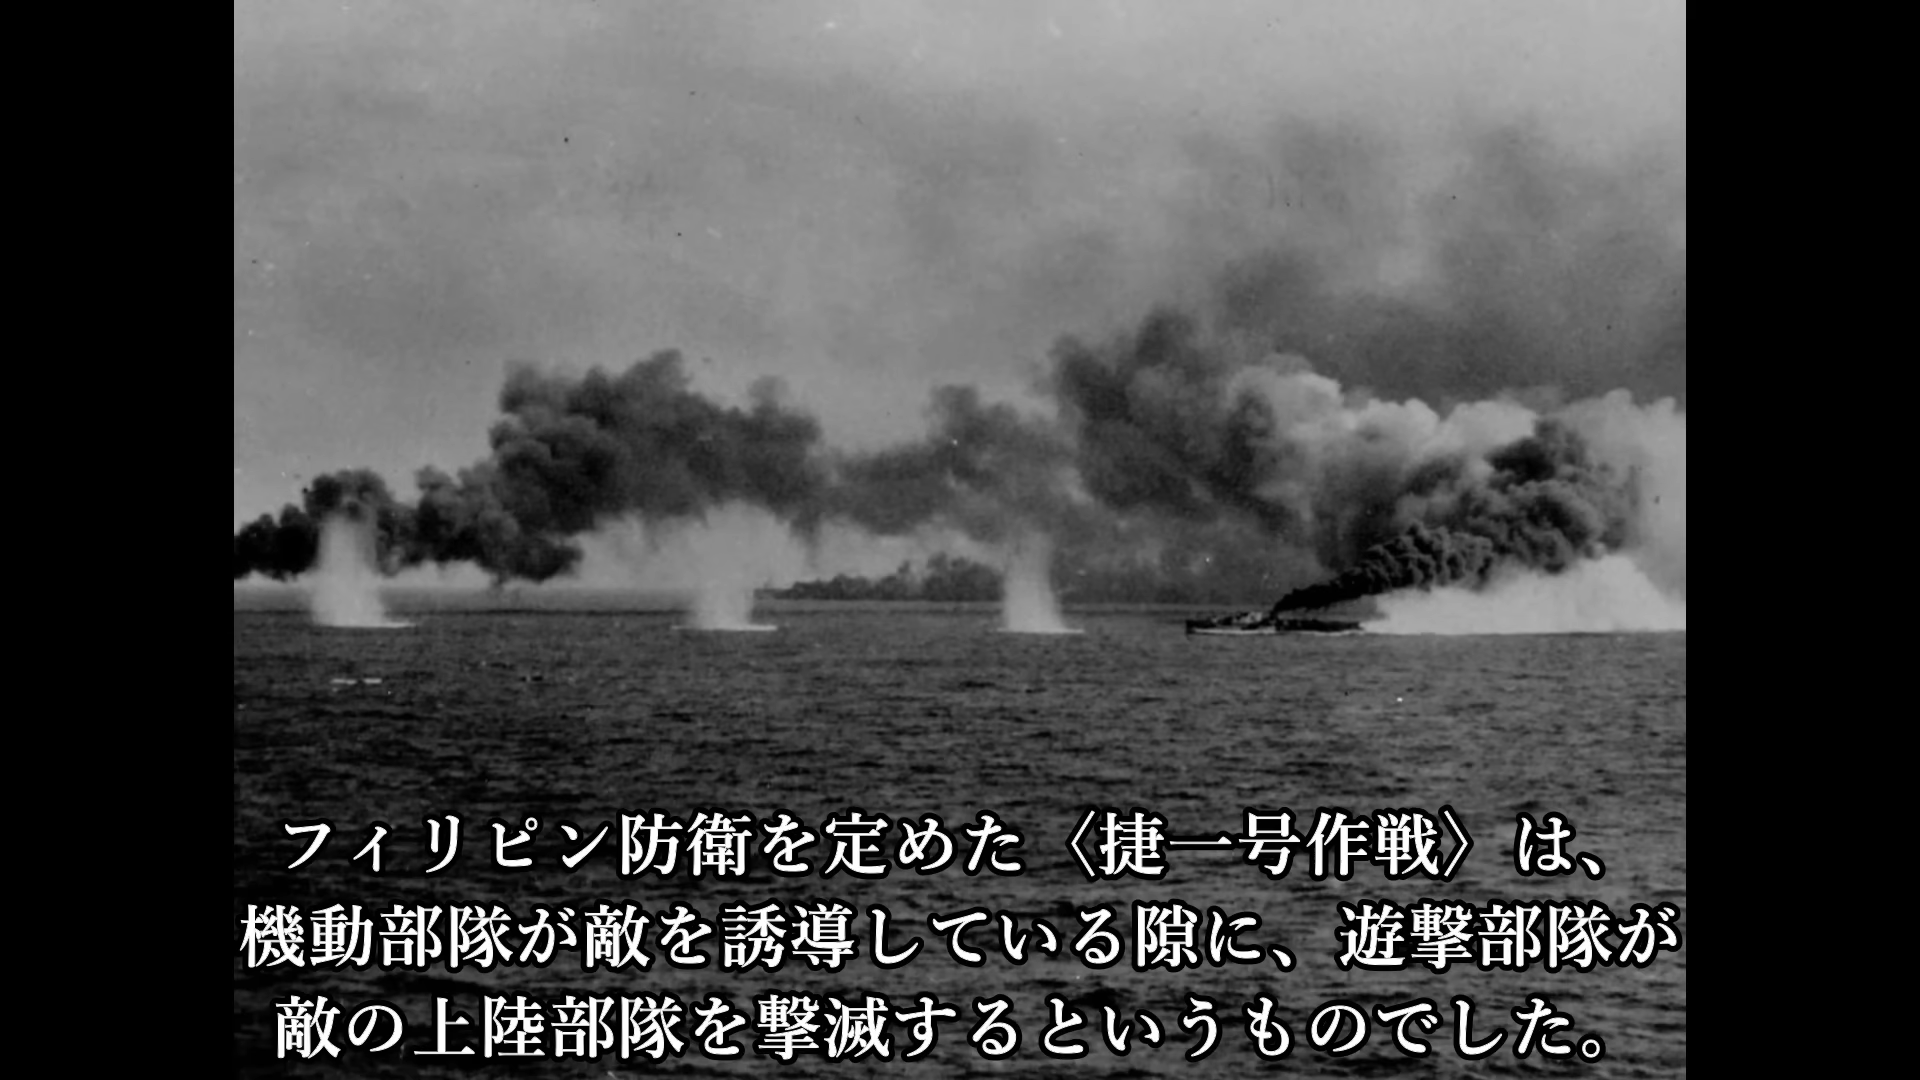 フィリピン防衛を定めた〈捷一号作戦〉は、
機動部隊が敵を誘導している隙に、遊撃部隊が
敵の上陸部隊を撃滅するというものでした。